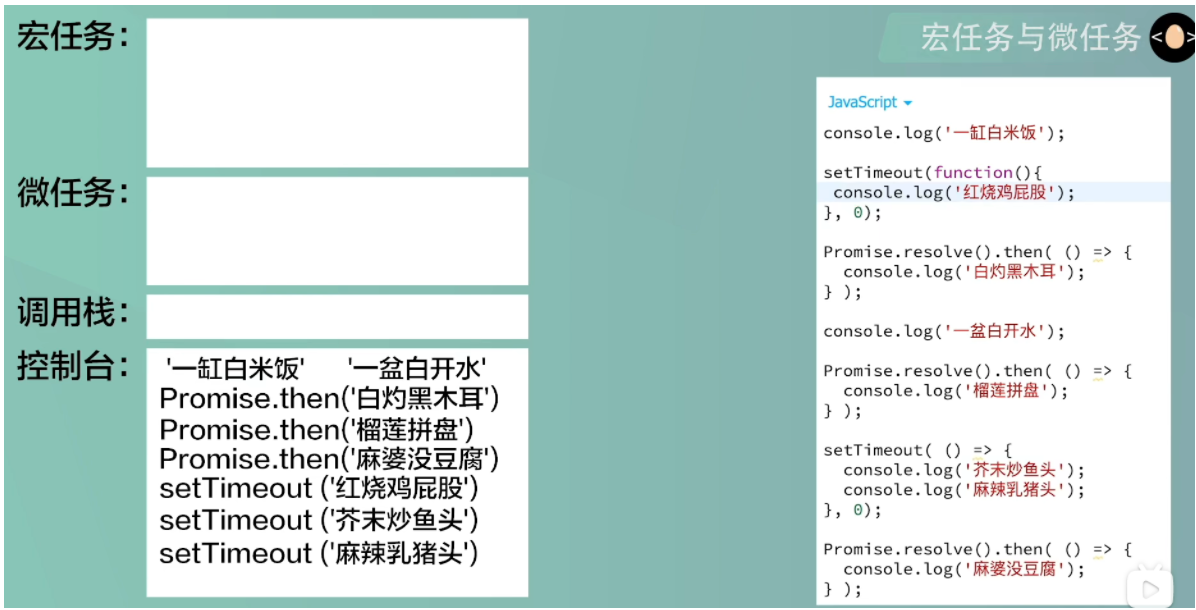 宏任务：
微任务：
调用栈：
控制台：
'一缸白米饭' '一盆白开水'
Promise.then('白灼黑木耳')
Promise.then('榴莲拼盘')
Promise.then('麻婆没豆腐')
setTimeout ('红烧鸡屁股')
setTimeout ('芥末炒鱼头')
setTimeout ('麻辣乳猪头')
宏任务与微任务 < >
JavaScript
console.log('一缸白米饭');
setTimeout(function(){
console.log('红烧鸡屁股');
}, 0);
Promise.resolve().then( () => {
console.log('白灼黑木耳');
} );
console.log('一盆白开水');
Promise.resolve().then( () => {
console.log('榴莲拼盘');
} );
setTimeout( () => {
console.log('芥末炒鱼头');
console.log('麻辣乳猪头');
}, 0);
Promise.resolve().then( () => {
console.log('麻婆没豆腐');
} );